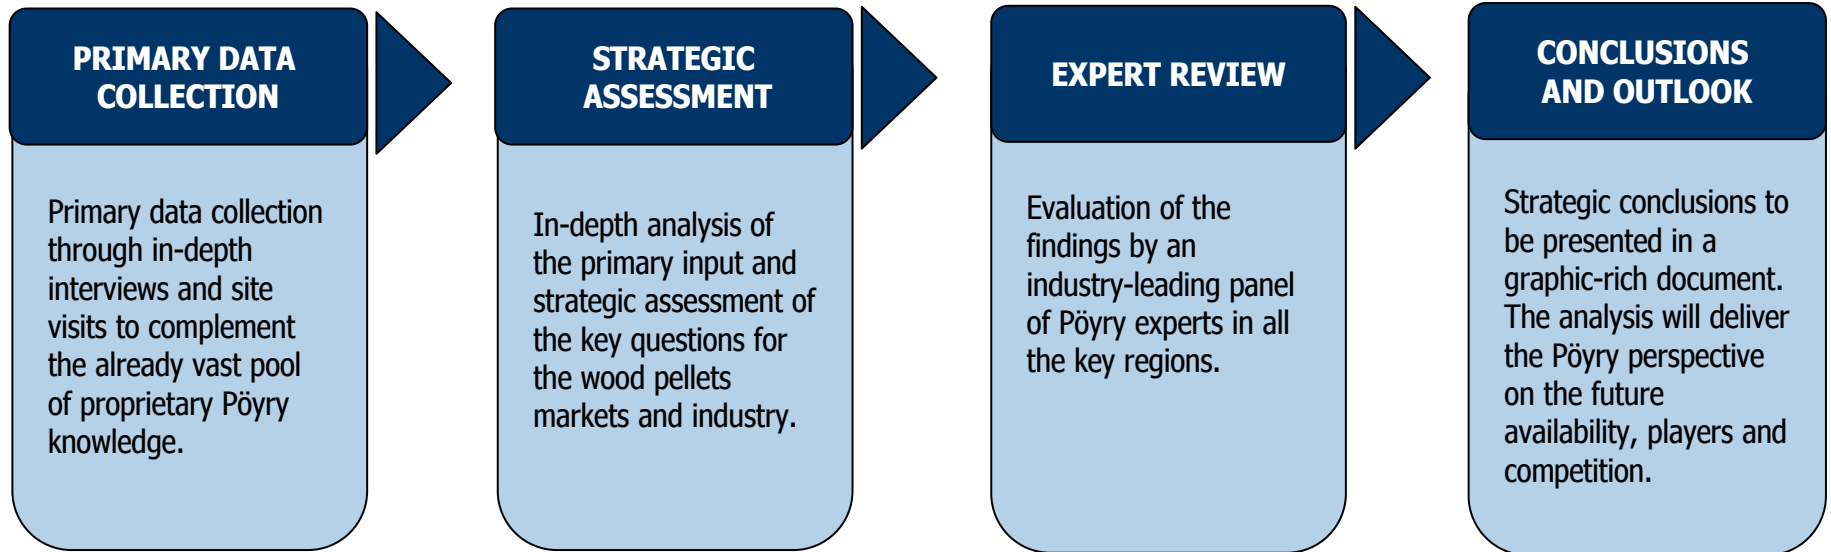 PRIMARY DATA
COLLECTION
Primary data collection
through in-depth
interviews and site
visits to complement
the already vast pool
of proprietary Pöyry
knowledge.
STRATEGIC
ASSESSMENT
In-depth analysis of
the primary input and
strategic assessment of
the key questions for
the wood pellets
markets and industry.
EXPERT REVIEW
Evaluation of the
findings by an
industry-leading panel
of Pöyry experts in all
the key regions.
CONCLUSIONS
AND OUTLOOK
Strategic conclusions to
be presented in a
graphic-rich document.
The analysis will deliver
the Pöyry perspective
on the future
availability, players and
competition.